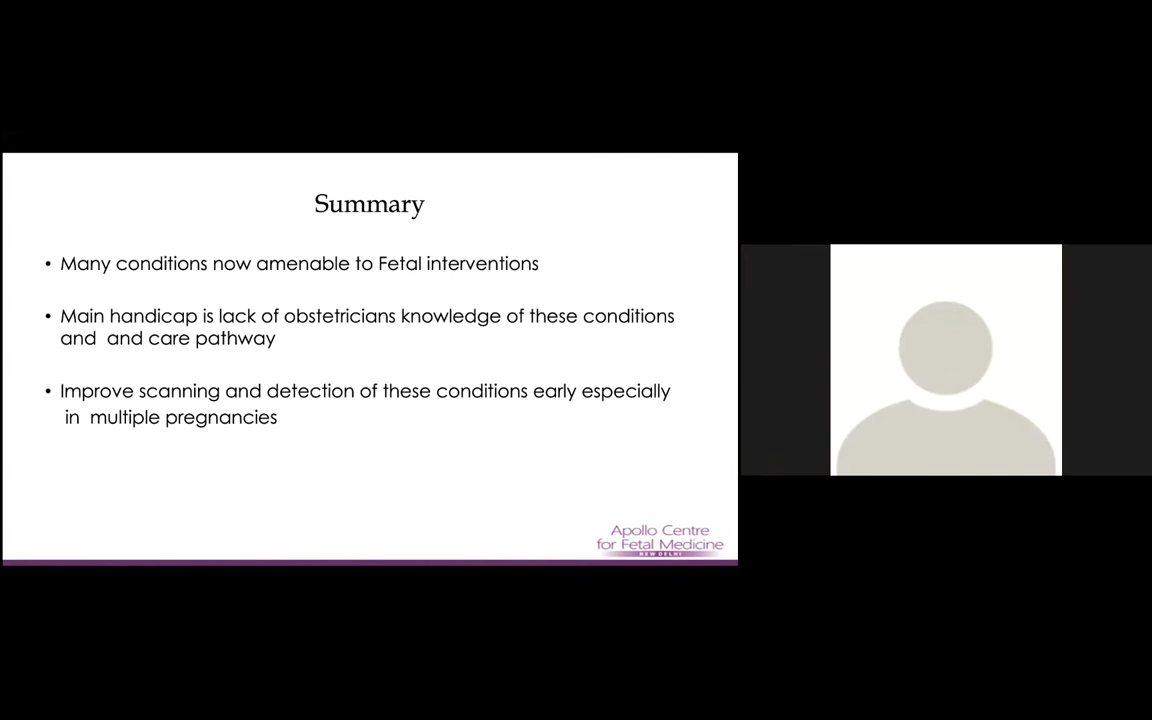 Summary
• Many conditions now amenable to Fetal interventions
• Main handicap is lack of obstetricians knowledge of these conditions
and  and care pathway
• Improve scanning and detection of these conditions early especially
in  multiple pregnancies
Apollo Centre
for Fetal Medicine
NEW DELHI